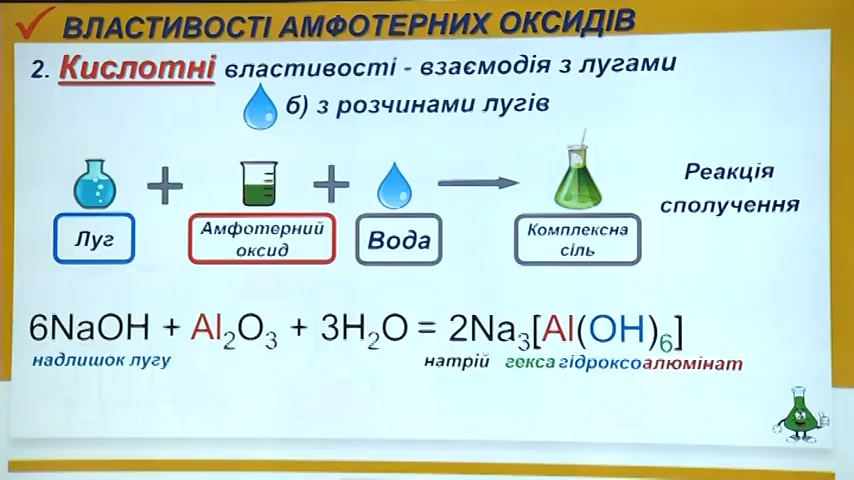 ВЛАСТИВОСТІ АМФОТЕРНИХ ОКСИДІВ
2. Кислотні властивості - взаємодія з лугами
б) з розчинами лугів
Луг + Амфотерний оксид + Вода → Комплексна сіль
Реакція сполучення
6NaOH + Al₂O₃ + 3H₂O = 2Na₃[Al(OH)₆]
надлишок лугу натрій гексагідроксоалюмінат